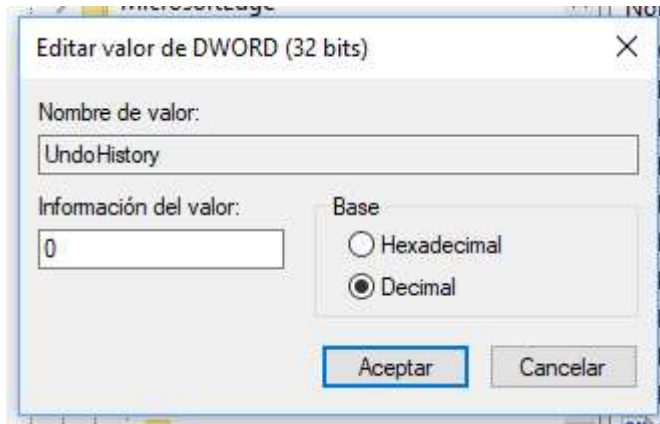 MicrosoftEdge
Editar valor de DWORD (32 bits)
Nombre de valor:
UndoHistory
Información del valor:
0
Base
Hexadecimal
Decimal
Aceptar
Cancelar